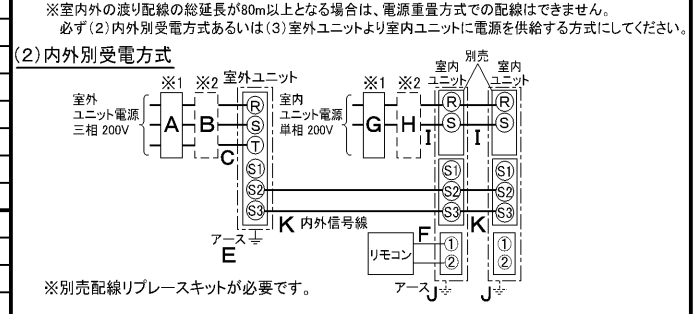 ※室内外の渡り配線の総延長が80m以上となる場合は、電源重畳方式での配線はできません。
必ず(2)内外別受電方式あるいは(3)室外ユニットより室内ユニットに電源を供給する方式にしてください。
(2)内外別受電方式
※1 ※2 室外ユニット
室外
ユニット電源
三相 200V
A B C
R
S
T
S1
S2
S3
アース
E
K 内外信号線
※1 ※2
室内
ユニット電源
単相 200V
G H I I
別売
室内
ユニット
室内
ユニット
R R
S S
S1 S1
S2 S2
S3 S3
K
リモコン F
① ①
② ②
アース J J
※別売配線リプレースキットが必要です。